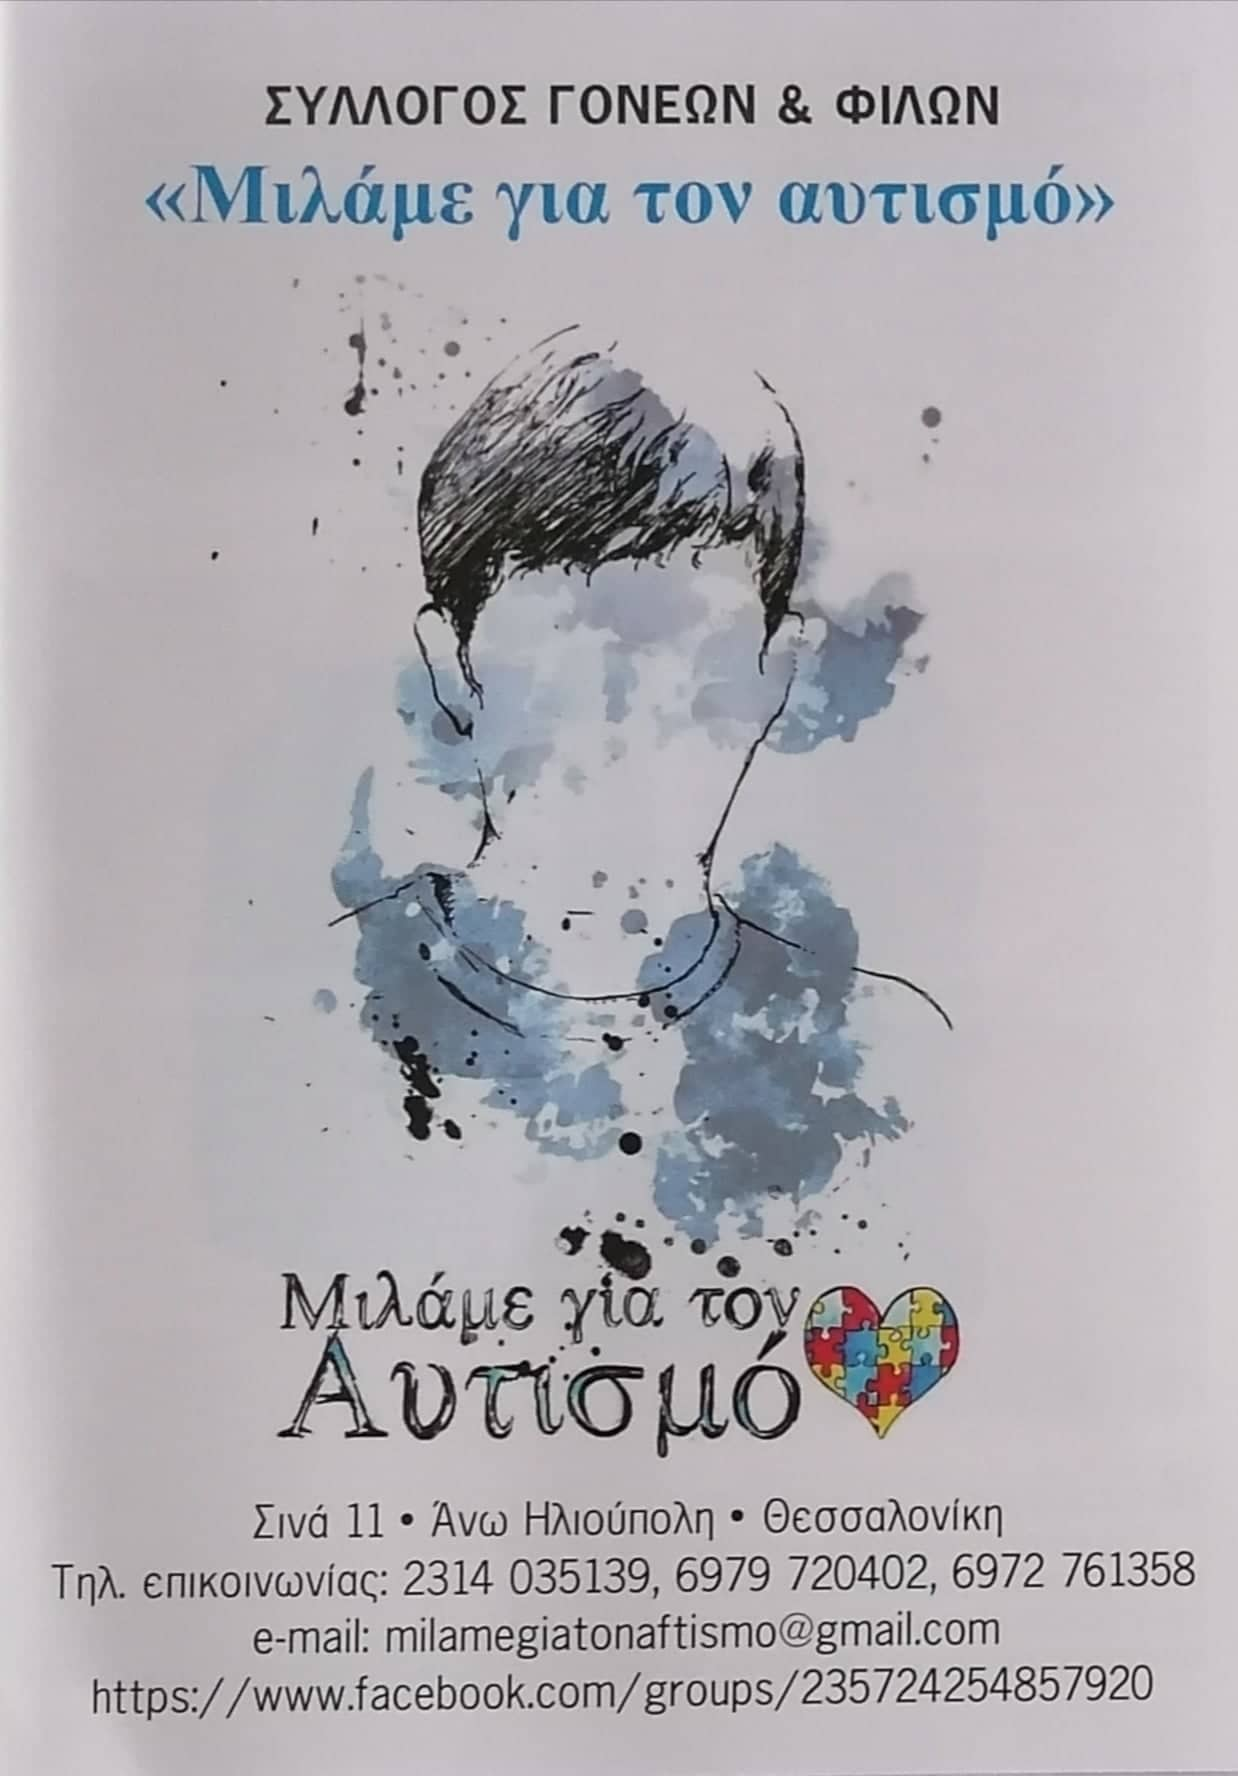 ΣΥΛΛΟΓΟΣ ΓΟΝΕΩΝ & ΦΙΛΩΝ
«Μιλάμε για τον αυτισμό»
Μιλάμε για τον
Αυτισμό
Σινά 11 • Άνω Ηλιούπολη • Θεσσαλονίκη
Τηλ. επικοινωνίας: 2314 035139, 6979 720402, 6972 761358
e-mail: milamegiatonaftismo@gmail.com
https://www.facebook.com/groups/235724254857920